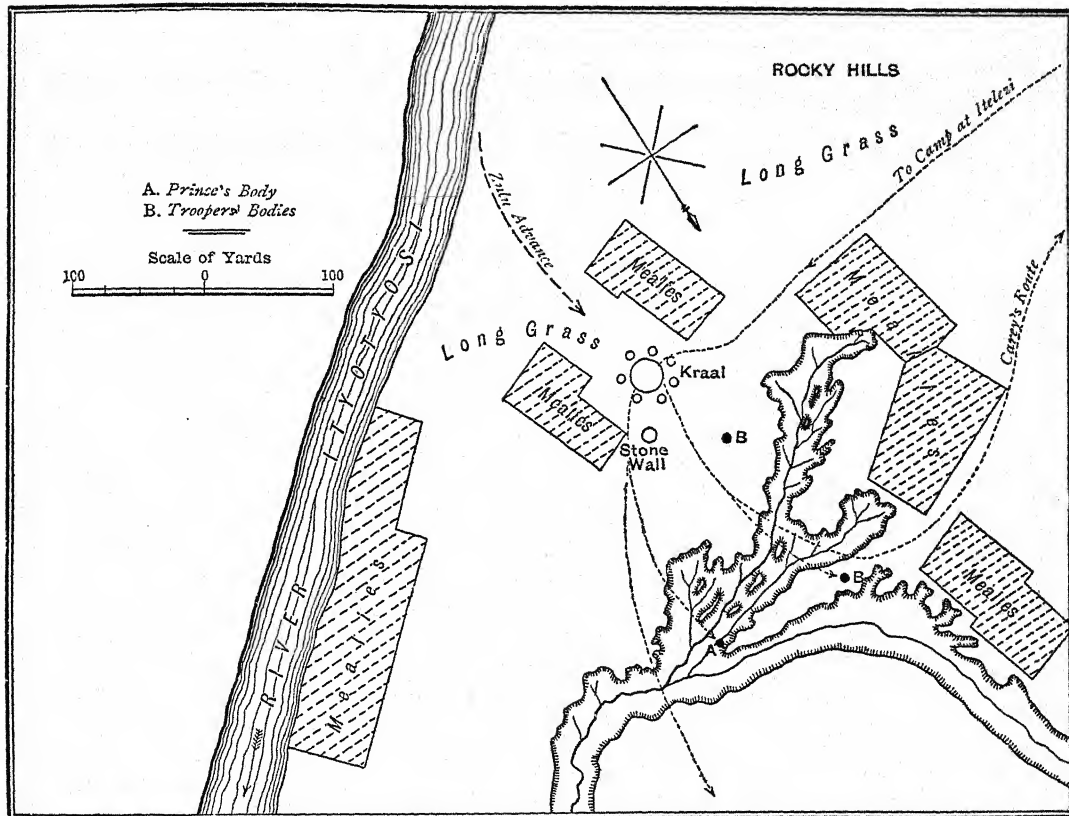 ROCKY HILLS
To Camp at Itelezi
Long Grass
Zulu Advance
A. Prince's Body
B. Troopers' Bodies
Scale of Yards
100 0 100
Mealies
Mealies
Carey's Route
Long Grass
Kraal
Mealies
B
Stone
Wall
ITYOTYOSI
RIVER
Mealies
B
Mealies
A